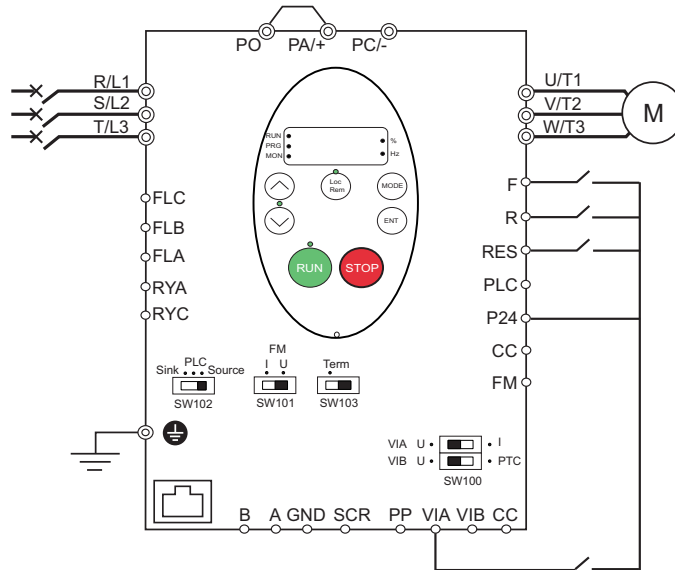 PO PA/+ PC/-
R/L1
S/L2
T/L3
U/T1
V/T2
W/T3
M
RUN
PRG
MON
%
Hz
Loc
Rem
MODE
ENT
RUN
STOP
FLC
FLB
FLA
RYA
RYC
F
R
RES
PLC
P24
CC
FM
PLC
Sink Source
SW102
FM
I U
SW101
Term
SW103
VIA U I
VIB U PTC
SW100
B A GND SCR PP VIA VIB CC